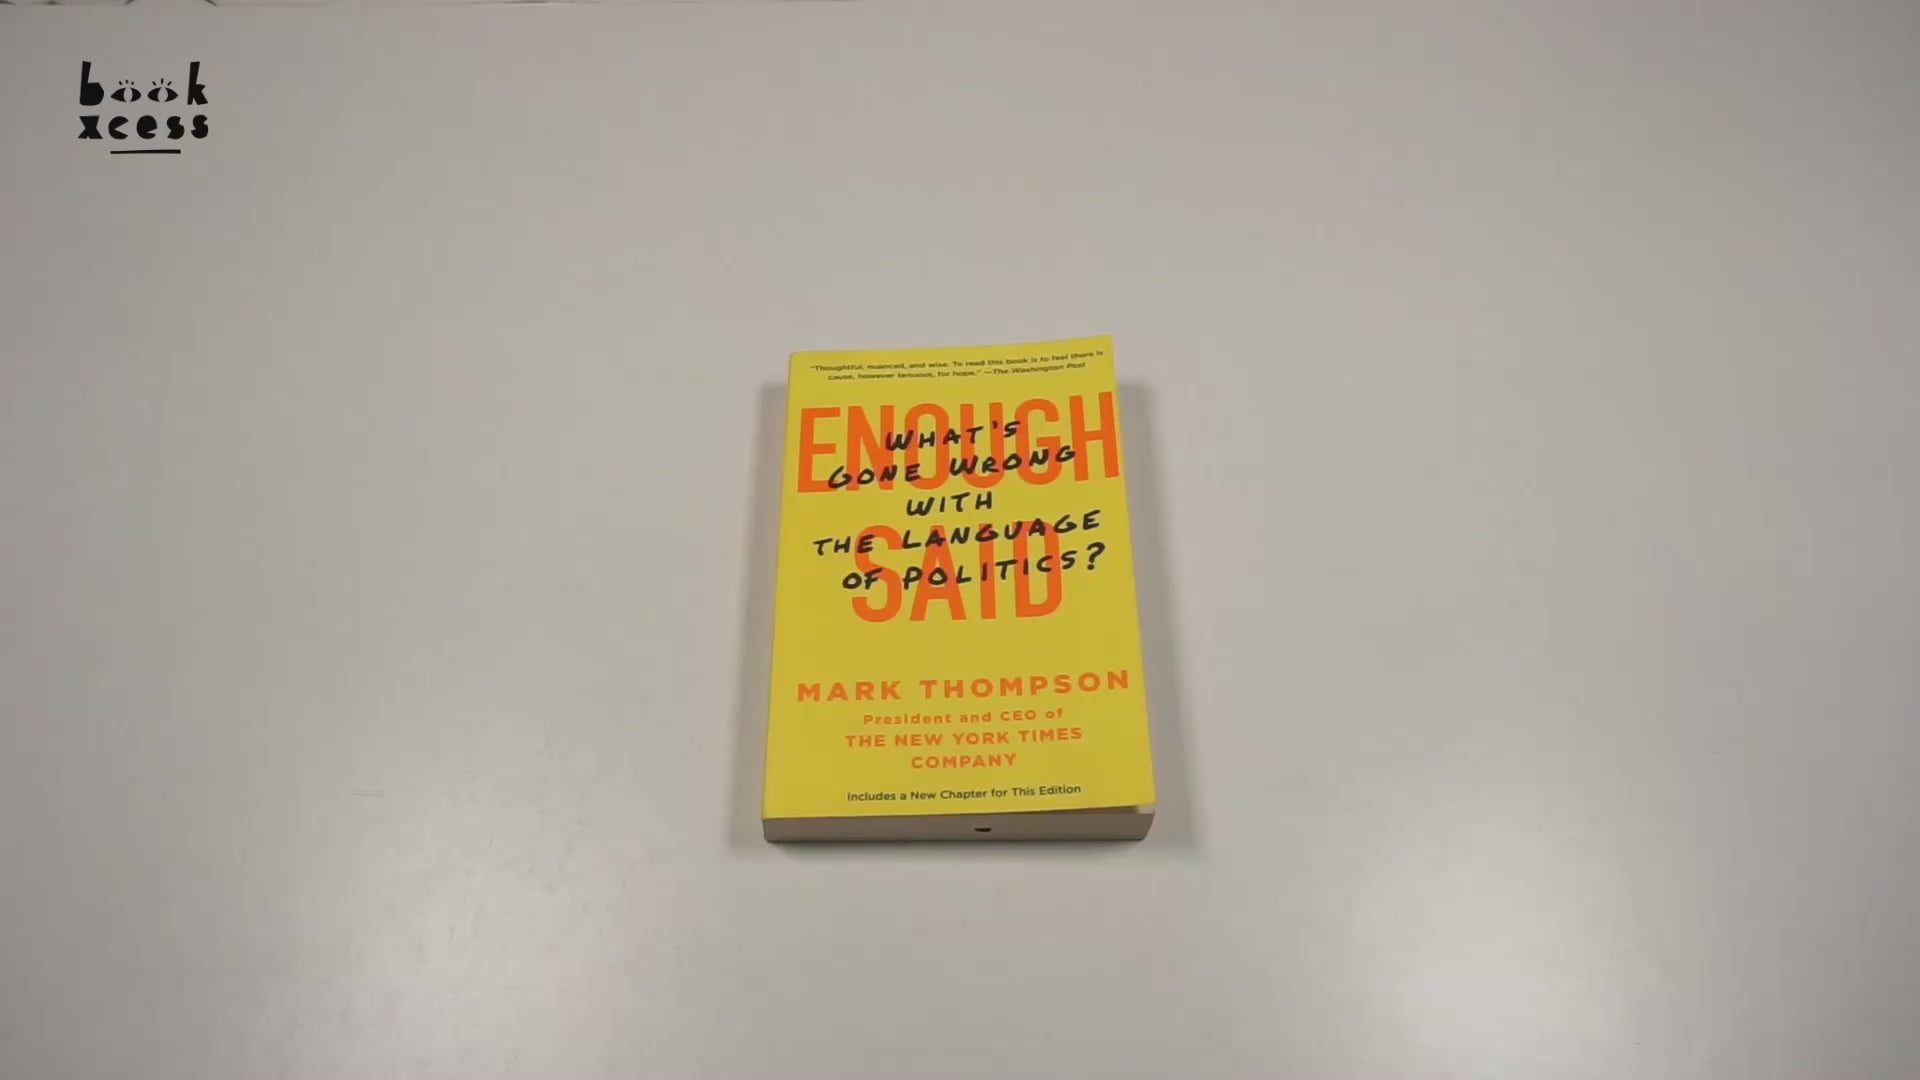 book
xcess
"Thoughtful, nuanced, and wise. To read this book is to feel there is
cause, however tenuous, for hope." —The Washington Post
ENOUGH
SAID
WHAT'S
GONE WRONG
WITH
THE LANGUAGE
OF POLITICS?
MARK THOMPSON
President and CEO of
THE NEW YORK TIMES
COMPANY
Includes a New Chapter for This Edition